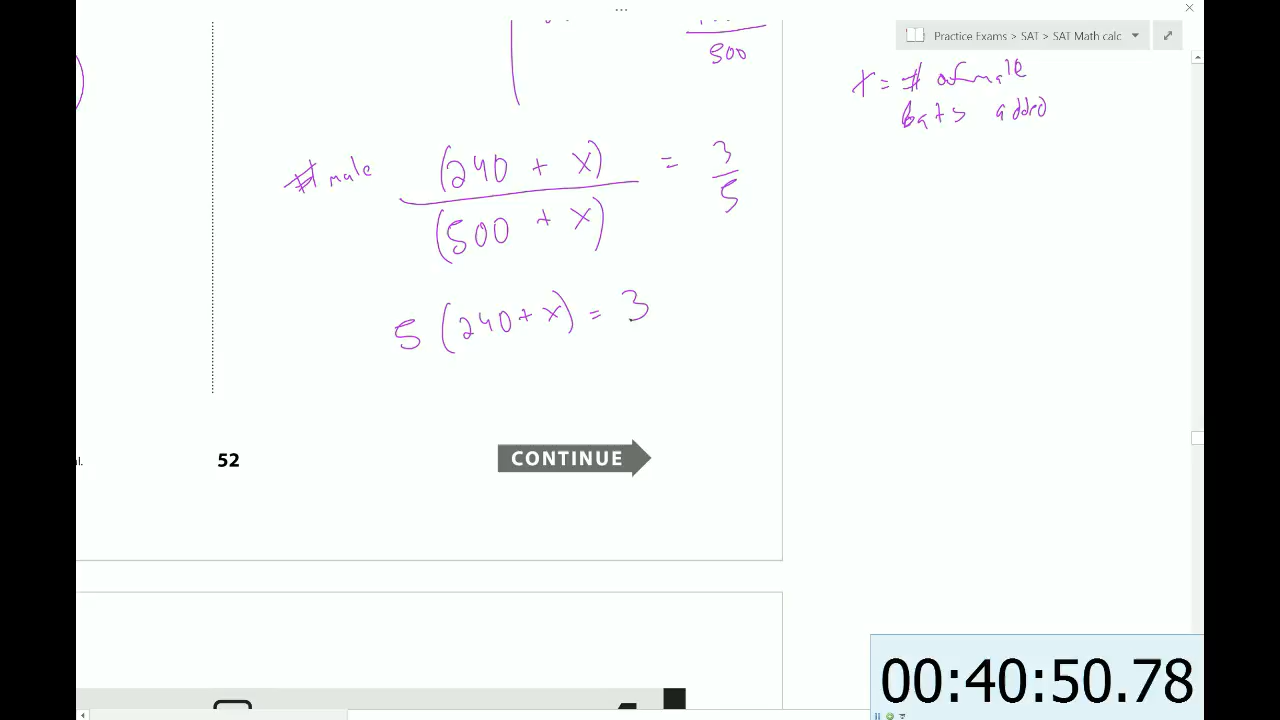 Practice Exams > SAT > SAT Math calc
500
x = # of male
bats added
# male (240 + x) = 3
(500 + x) 5
5 (240 + x) = 3
al. 52 CONTINUE
00:40:50.78